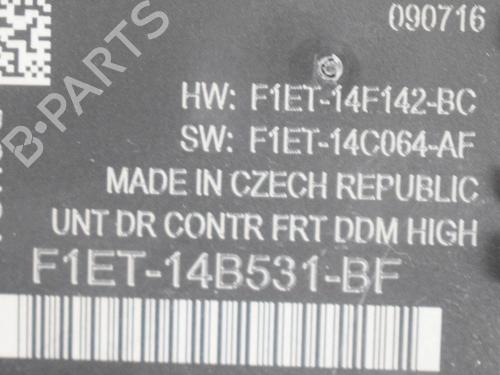 090716
HW: F1ET-14F142-BC
SW: F1ET-14C064-AF
MADE IN CZECH REPUBLIC
UNT DR CONTR FRT DDM HIGH
F1ET-14B531-BF
B-PARTS